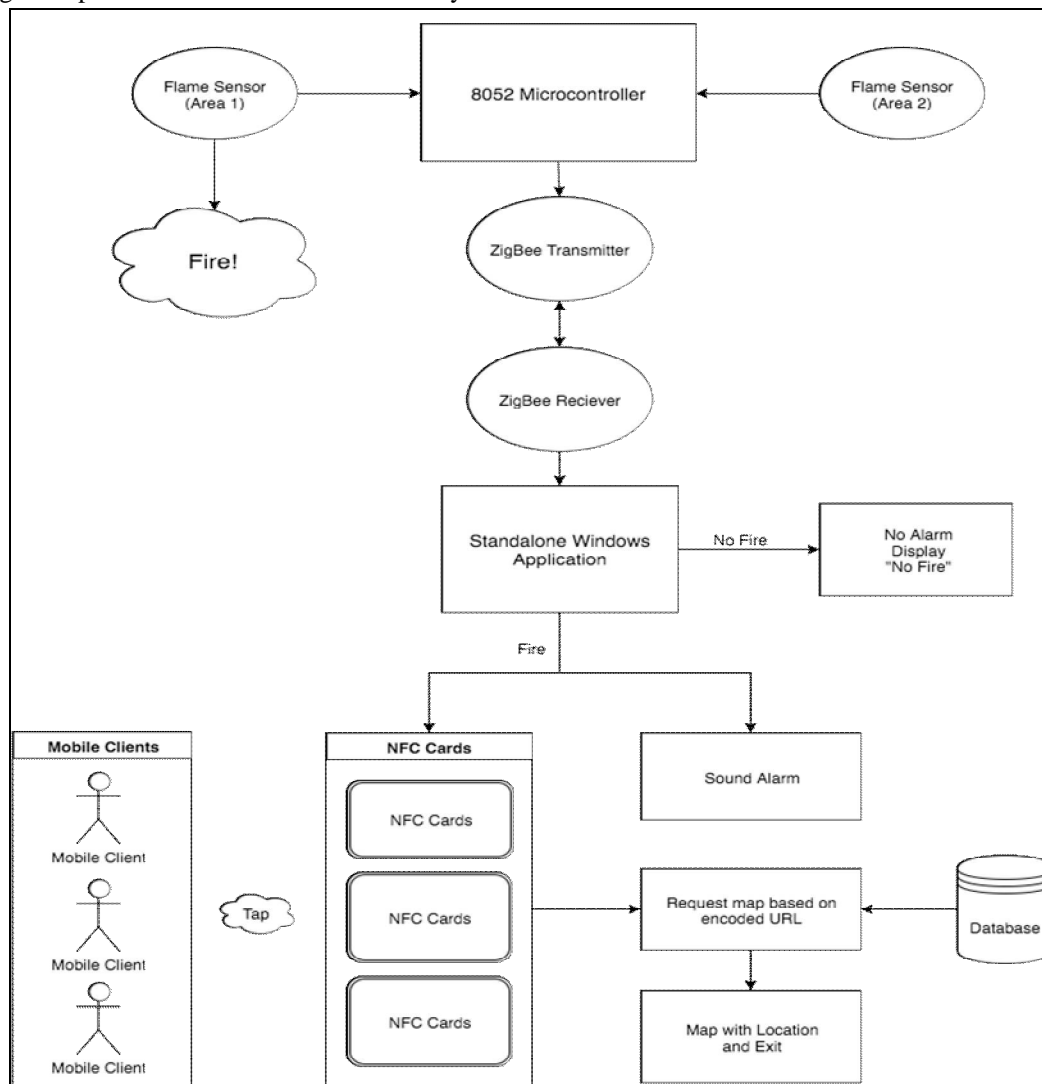 Flame Sensor
(Area 1)
8052 Microcontroller
Flame Sensor
(Area 2)
Fire!
ZigBee Transmitter
ZigBee Reciever
Standalone Windows
Application
No Fire
No Alarm
Display
"No Fire"
Fire
Mobile Clients
Mobile Client
Mobile Client
Mobile Client
Tap
NFC Cards
NFC Cards
NFC Cards
NFC Cards
Sound Alarm
Request map based on
encoded URL
Database
Map with Location
and Exit